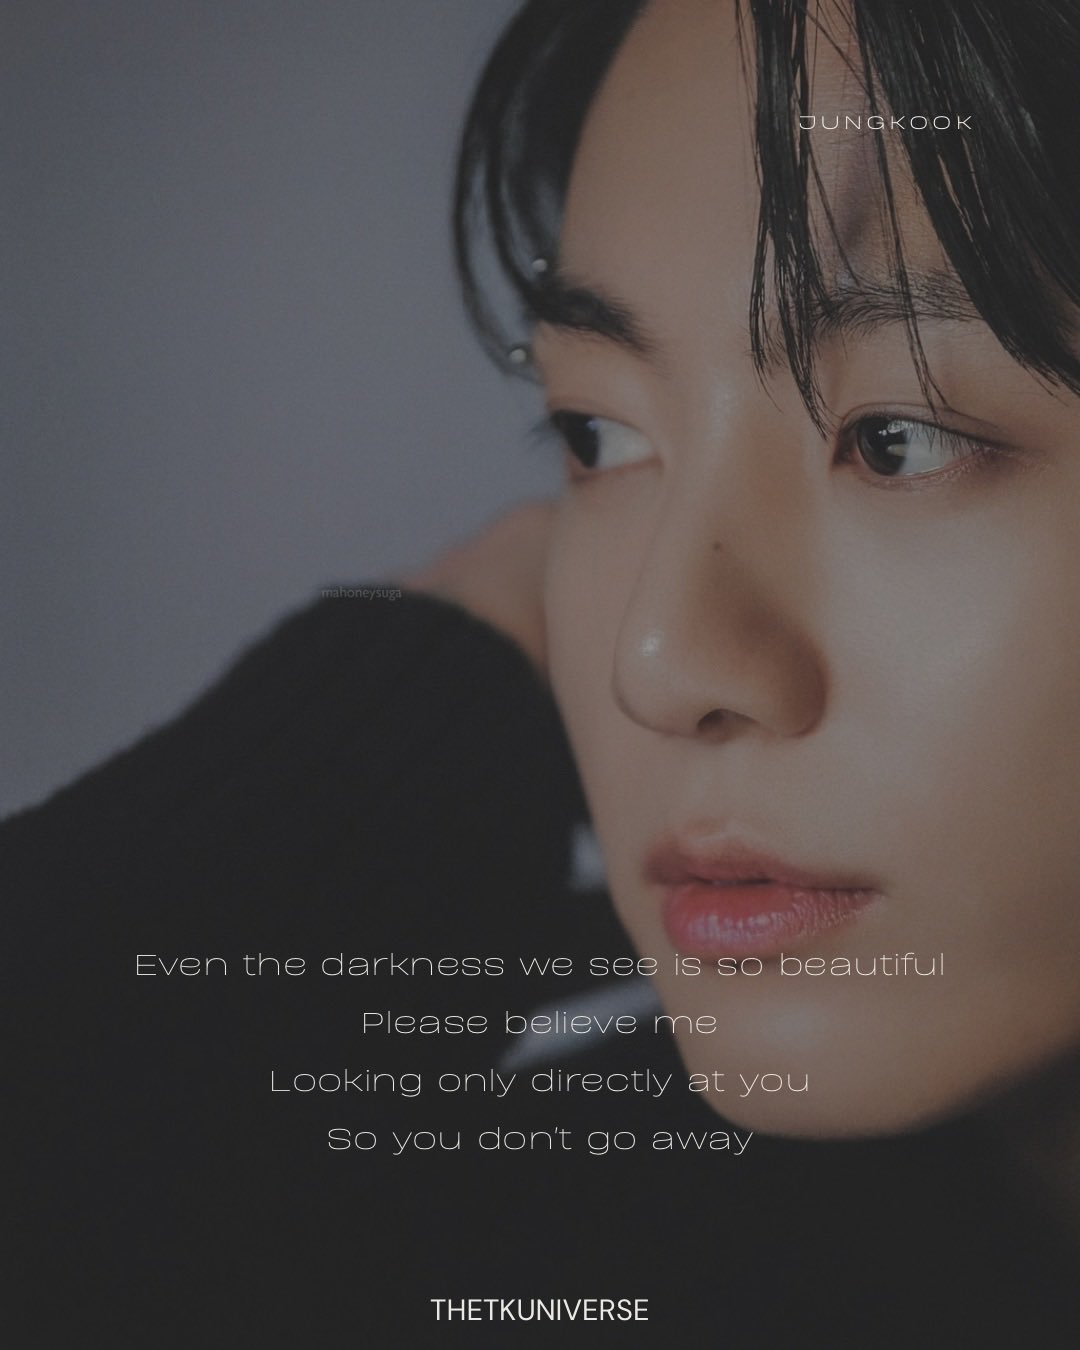 JUNGKOOK
mahoneysuga
Even the darkness we see is so beautiful
Please believe me
Looking only directly at you
So you don't go away
THETKUNIVERSE